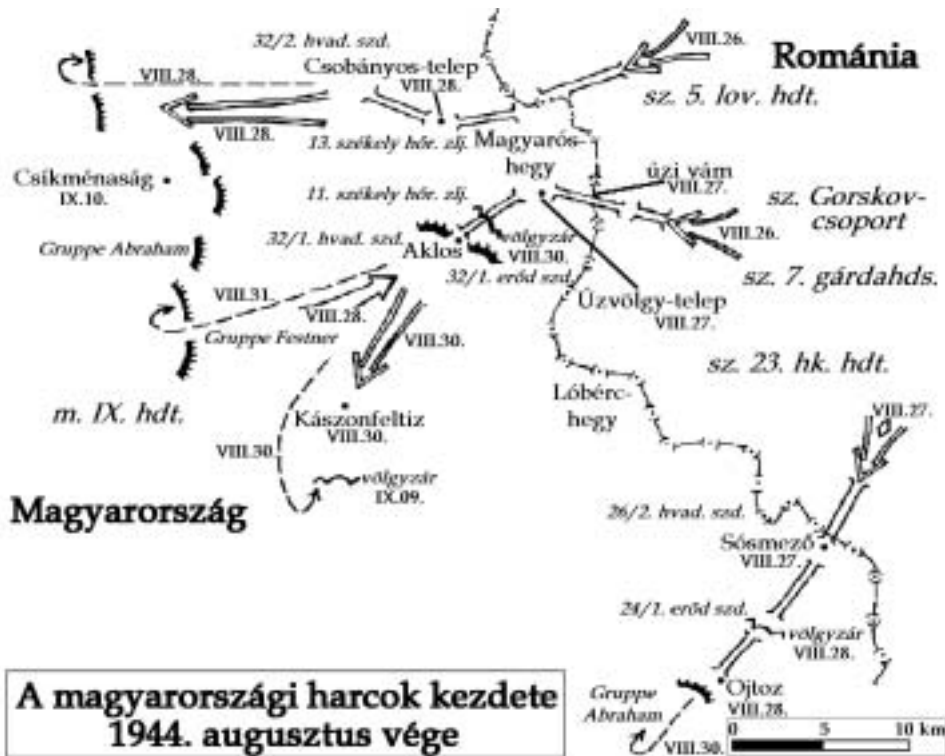 32/2. hvad. szd.
VIII.26.
Románia
VIII.28.
Csobányos-telep
VIII.28.
sz. 5. lov. hdt.
VIII.28.
13. székely hőr. zlj.
Magyarós-
hegy
Csíkménaság
IX.10.
11. székely hőr. zlj.
úzi vám
VIII.27.
sz. Gorskov-
csoport
VIII.26.
Gruppe Abraham
32/1. hvad. szd.
Aklos
völgyzár
VIII.30.
32/1. erőd szd.
sz. 7. gárdahds.
VIII.31.
VIII.28.
Úzvölgy-telep
VIII.27.
Gruppe Festner
VIII.30.
sz. 23. hk. hdt.
m. IX. hdt.
Lóbérc-
hegy
Kászonfeltiz
VIII.30.
VIII.27.
VIII.30.
völgyzár
IX.09.
Magyarország
26/2. hvad. szd.
Sósmező
VIII.27.
24/1. erőd szd.
völgyzár
VIII.28.
Gruppe
Abraham
Ojtoz
VIII.28.
VIII.30.
0 5 10 km
A magyarországi harcok kezdete
1944. augusztus vége